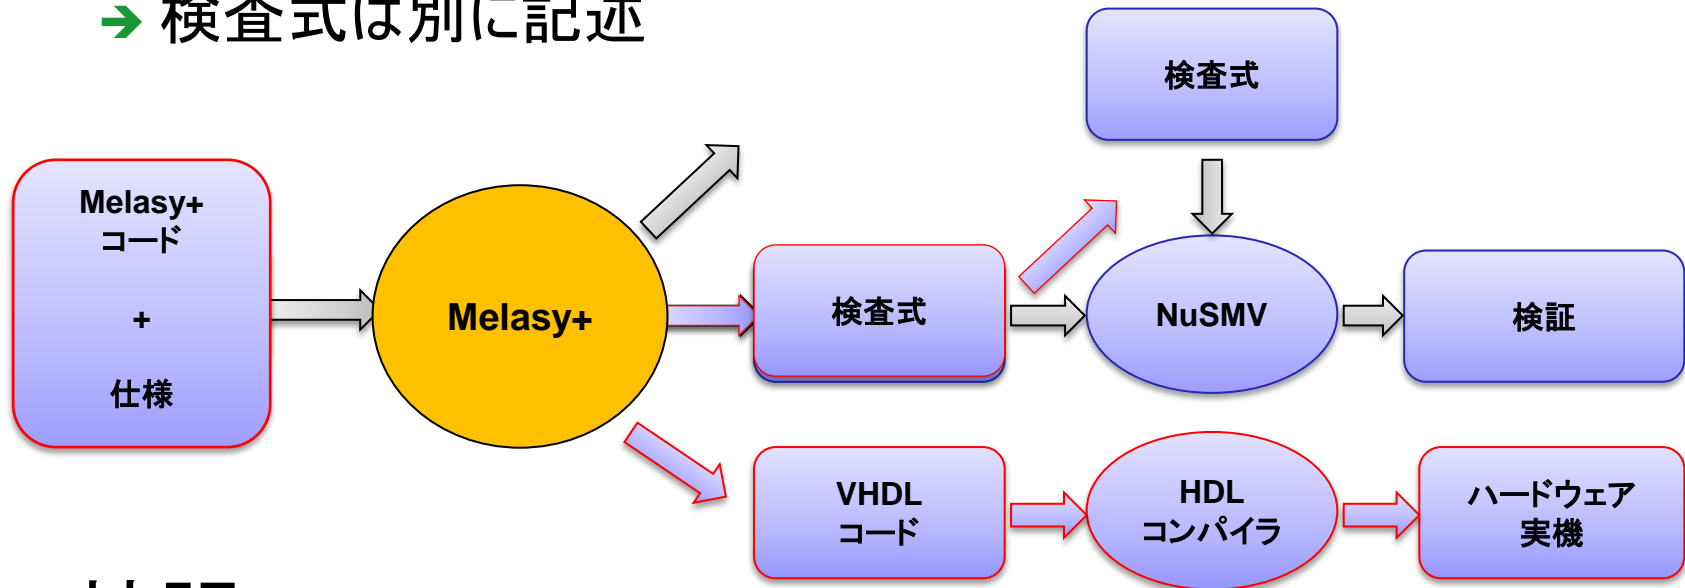 検査式は別に記述
検査式
Melasy+
コード
+
仕様
Melasy+
検査式
NuSMV
検証
VHDL
コード
HDL
コンパイラ
ハードウェア
実機